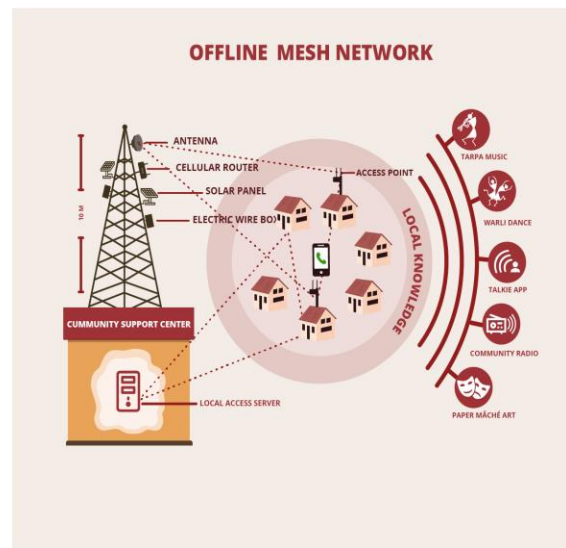 OFFLINE MESH NETWORK
ANTENNA
CELLULAR ROUTER
SOLAR PANEL
ELECTRIC WIRE BOX
10 M
ACCESS POINT
LOCAL KNOWLEDGE
TARPA MUSIC
WARLI DANCE
TALKIE APP
COMMUNITY RADIO
PAPER MÂCHÉ ART
CUMMUNITY SUPPORT CENTER
LOCAL ACCESS SERVER